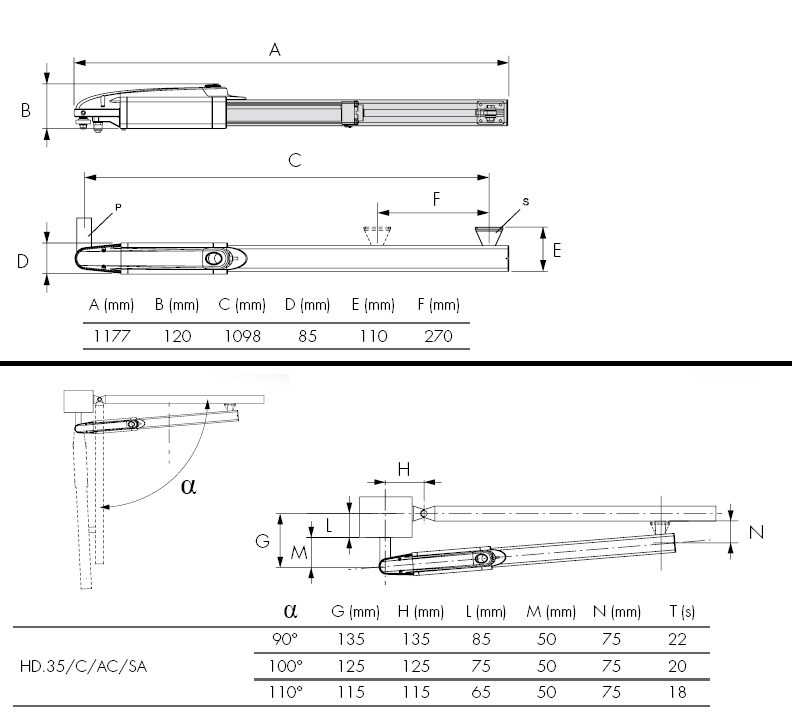 A
B
C
P
F
S
D
E
A (mm) B (mm) C (mm) D (mm) E (mm) F (mm)
1177 120 1098 85 110 270
α
H
L
G
M
N
α G (mm) H (mm) L (mm) M (mm) N (mm) T (s)
90° 135 135 85 50 75 22
HD.35/C/AC/SA 100° 125 125 75 50 75 20
110° 115 115 65 50 75 18